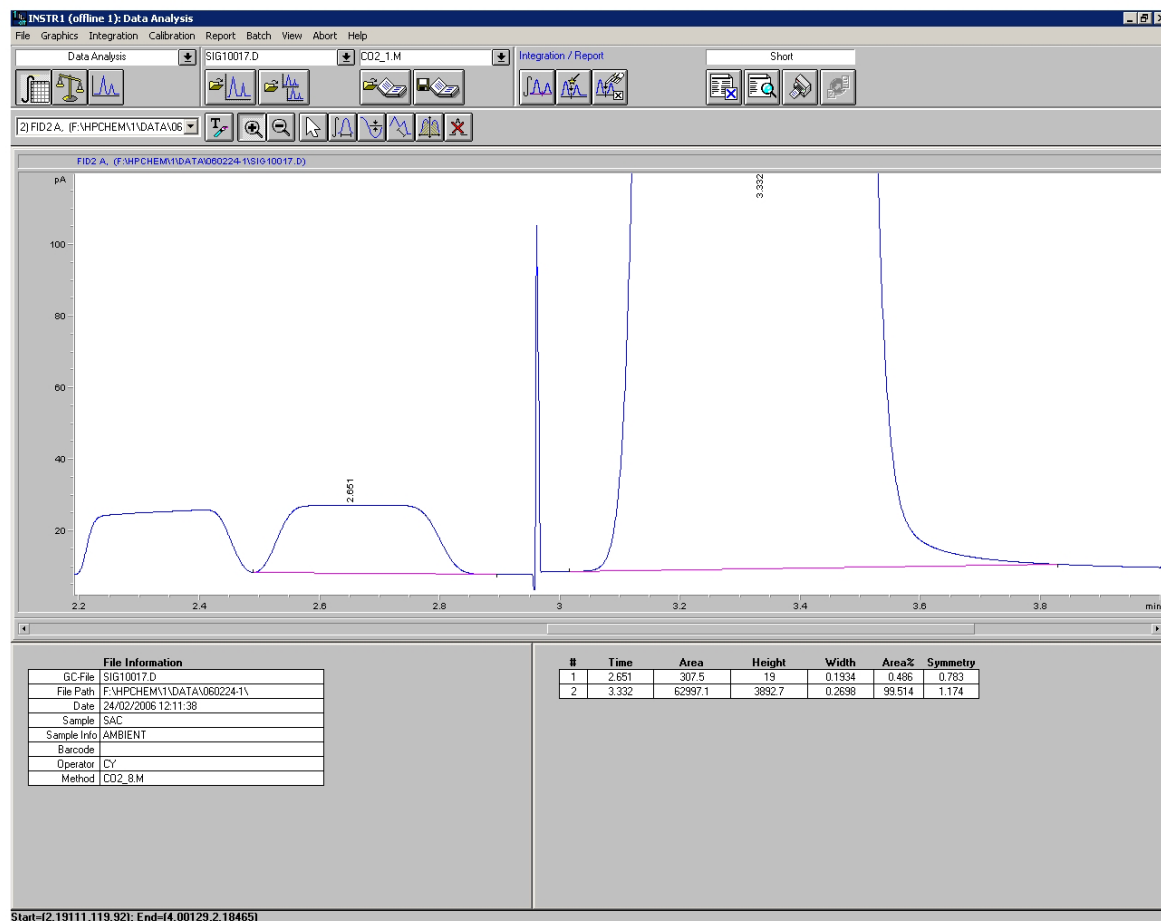 INSTR1 (offline 1): Data Analysis
File Graphics Integration Calibration Report Batch View Abort Help
Data Analysis SIG10017.D CO2_1.M Integration / Report Short
2) FID2 A, (F:\HPCHEM\1\DATA\06
FID2 A, (F:\HPCHEM\1\DATA\060224-1\SIG10017.D)
pA
3.332
100
80
60
40
2.651
20
2.2 2.4 2.6 2.8 3 3.2 3.4 3.6 3.8 min
File Information
GC-File SIG10017.D
File Path F:\HPCHEM\1\DATA\060224-1\
Date 24/02/2006 12:11:38
Sample SAC
Sample Info AMBIENT
Barcode
Operator CY
Method CO2_8.M
# Time Area Height Width Area% Symmetry
1 2.651 307.5 19 0.1934 0.486 0.783
2 3.332 62997.1 3892.7 0.2698 99.514 1.174
Start=(2.19111,119.92); End=(4.00129,2.18465)